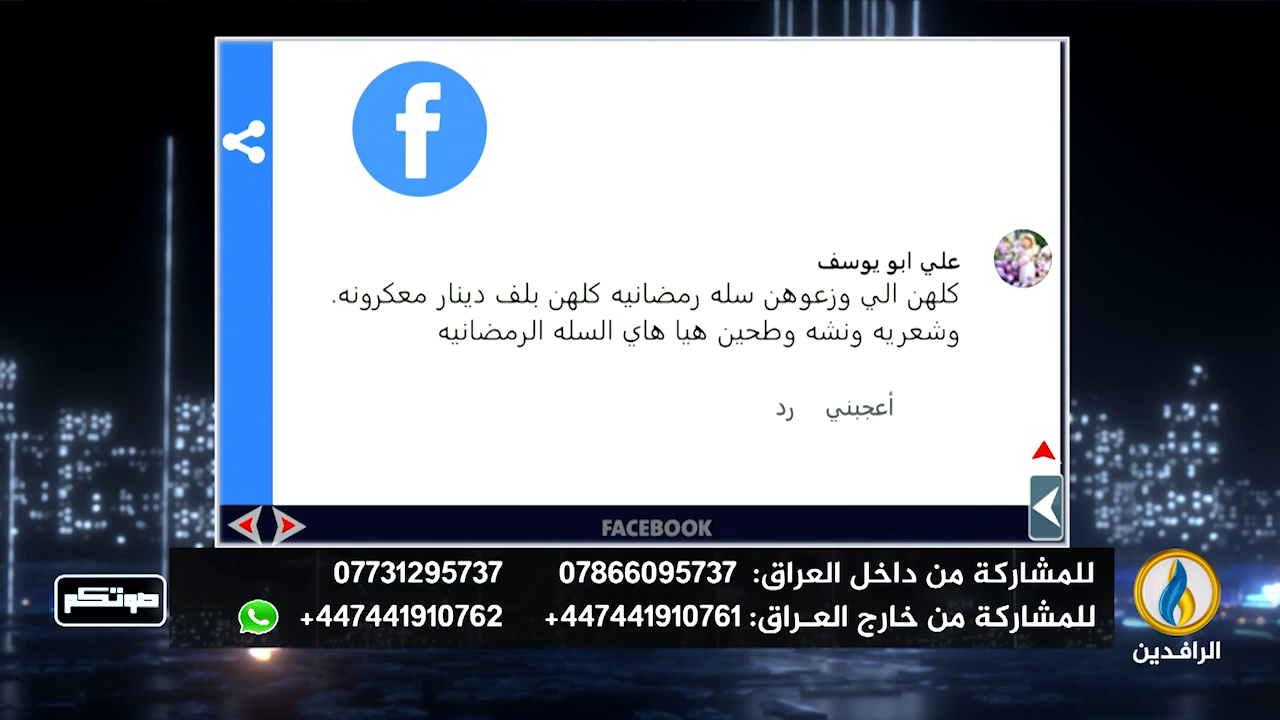 علي ابو يوسف
كلهن الي وزعوهن سله رمضانيه كلهن بلف دينار معكرونه.
وشعريه ونشه وطحين هيا هاي السله الرمضانيه
أعجبني رد
FACEBOOK
للمشاركة من داخل العراق: 07866095737 07731295737
للمشاركة من خارج العـراق: 447441910761+ 447441910762+
صوتكم
الرافـدين